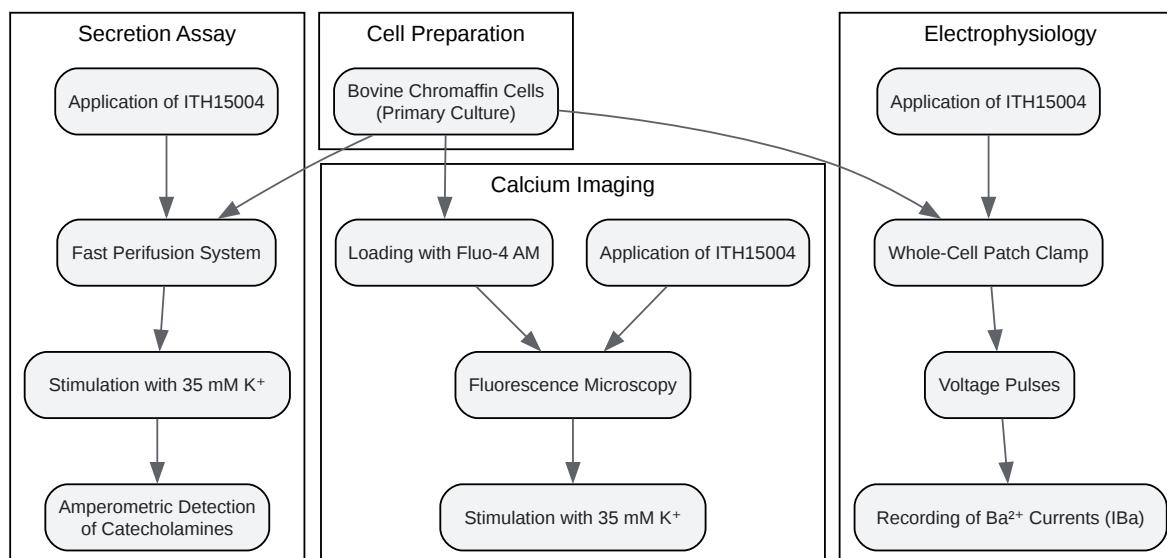 Secretion Assay
Application of ITH15004
Fast Perifusion System
Stimulation with 35 mM K⁺
Amperometric Detection
of Catecholamines
Cell Preparation
Bovine Chromaffin Cells
(Primary Culture)
Calcium Imaging
Loading with Fluo-4 AM
Application of ITH15004
Fluorescence Microscopy
Stimulation with 35 mM K⁺
Electrophysiology
Application of ITH15004
Whole-Cell Patch Clamp
Voltage Pulses
Recording of Ba²⁺ Currents (IBa)